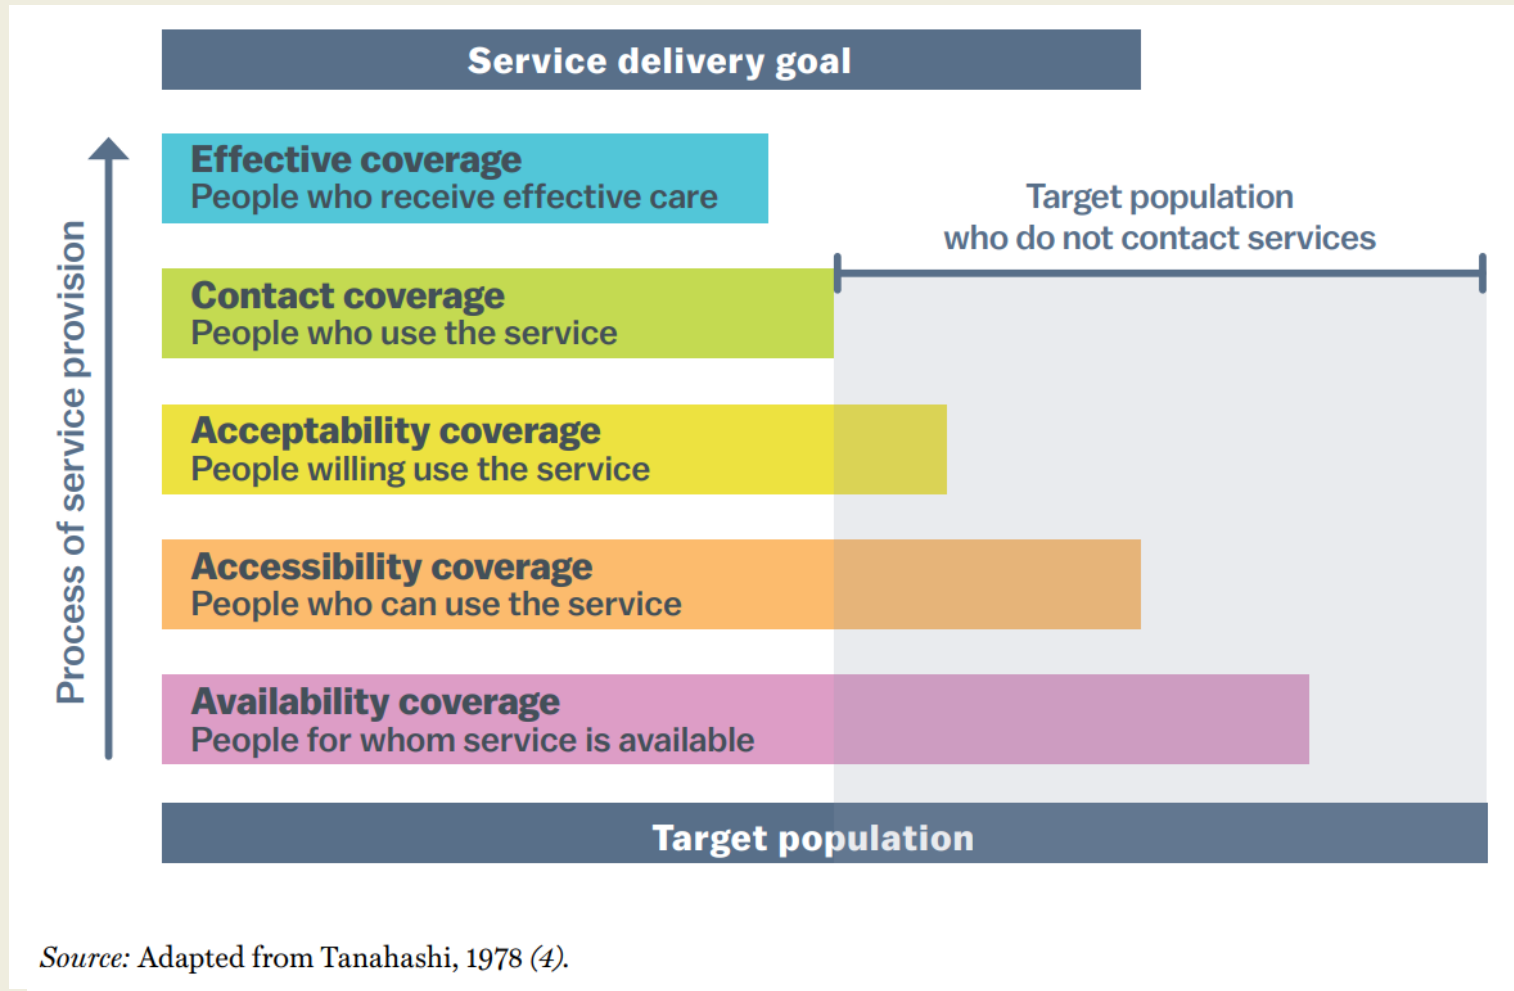 Service delivery goal
Effective coverage
People who receive effective care
Target population
who do not contact services
Contact coverage
People who use the service
Acceptability coverage
People willing use the service
Accessibility coverage
People who can use the service
Availability coverage
People for whom service is available
Process of service provision
Target population
Source: Adapted from Tanahashi, 1978 (4).